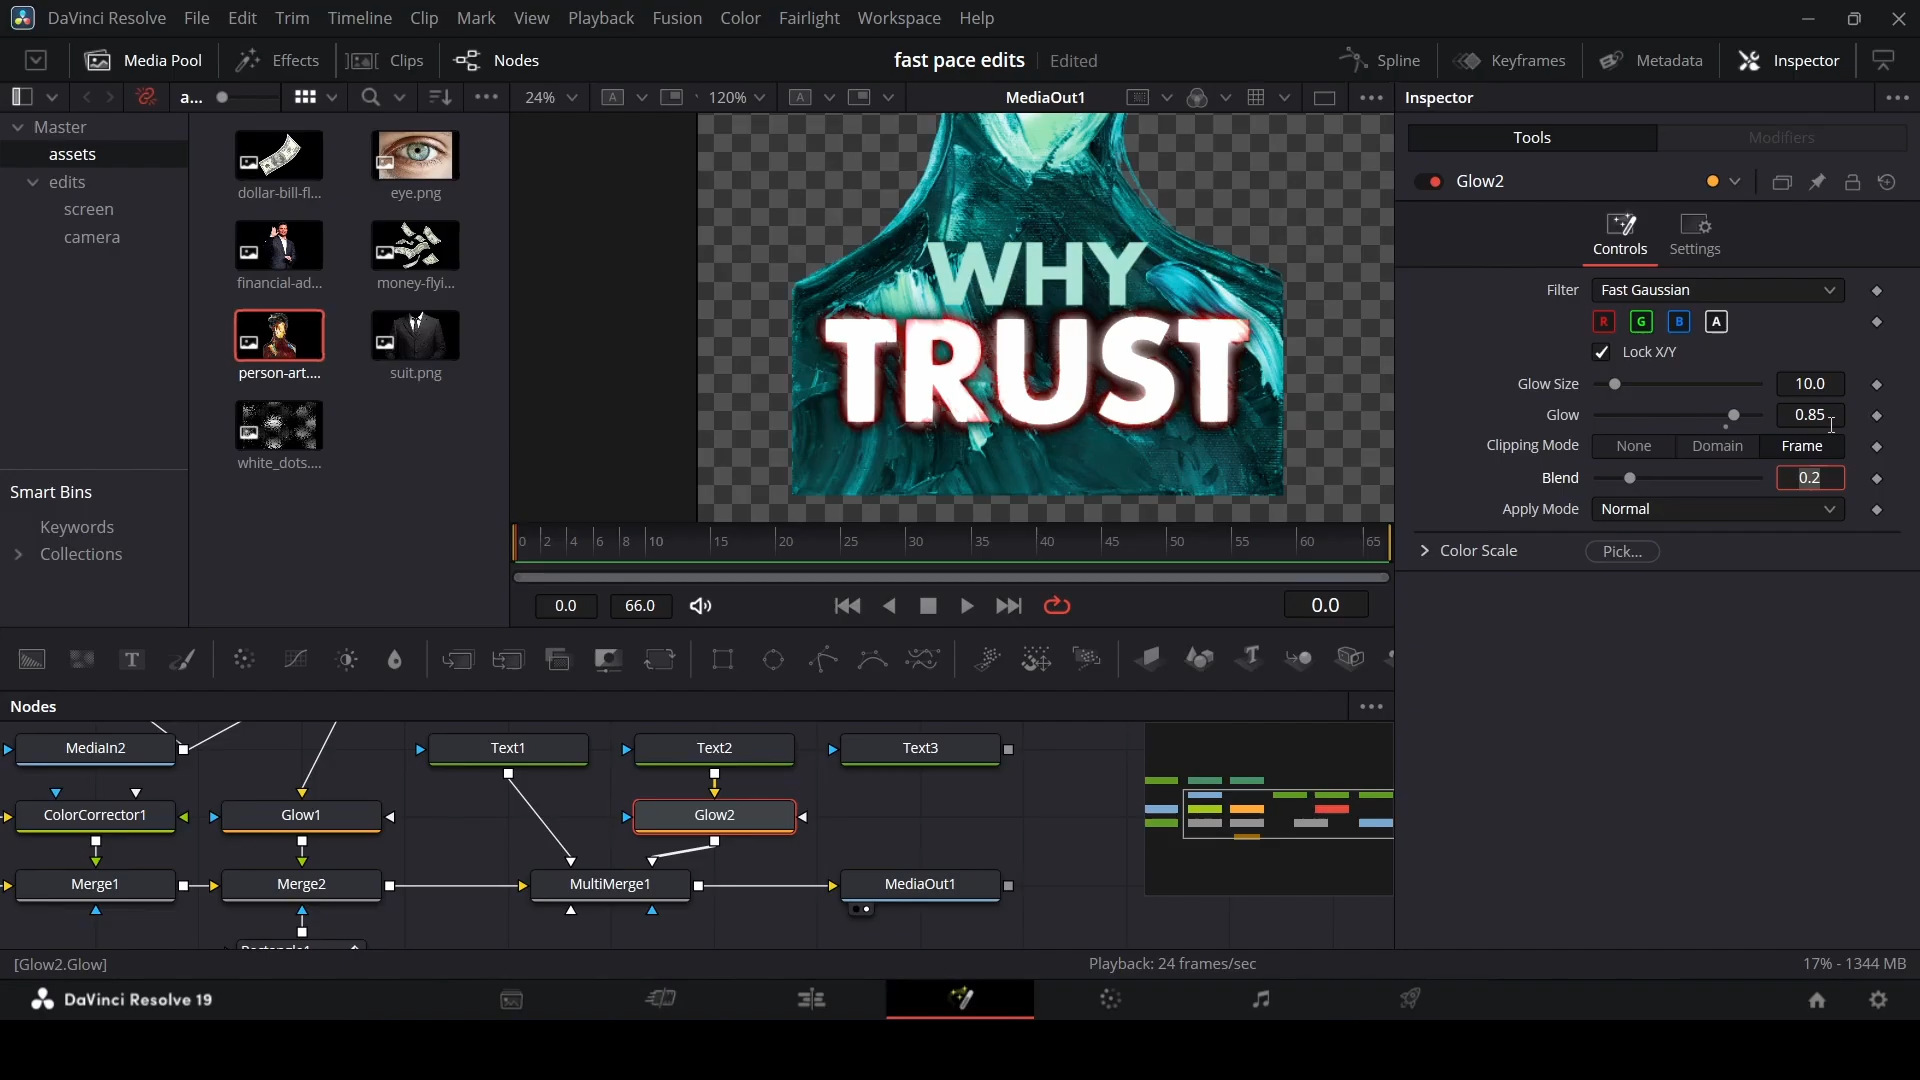 DaVinci Resolve File Edit Trim Timeline Clip Mark View Playback Fusion Color Fairlight Workspace Help
Media Pool Effects Clips Nodes fast pace edits Edited Spline Keyframes Metadata Inspector
a... 24% A 120% A MediaOut1 Inspector
Master
assets
edits
screen
camera
dollar-bill-fl...
eye.png
financial-ad...
money-flyi...
person-art....
suit.png
white_dots....
Smart Bins
Keywords
Collections
WHY
TRUST
0 2 4 6 8 10 15 20 25 30 35 40 45 50 55 60 65
0.0 66.0 0.0
Tools Modifiers
Glow2
Controls Settings
Filter Fast Gaussian
R G B A
Lock X/Y
Glow Size 10.0
Glow 0.85
Clipping Mode None Domain Frame
Blend 0.2
Apply Mode Normal
Color Scale Pick...
T
Nodes
MediaIn2 Text1 Text2 Text3
ColorCorrector1 Glow1 Glow2
Merge1 Merge2 MultiMerge1 MediaOut1
[Glow2.Glow] Playback: 24 frames/sec 17% - 1344 MB
DaVinci Resolve 19